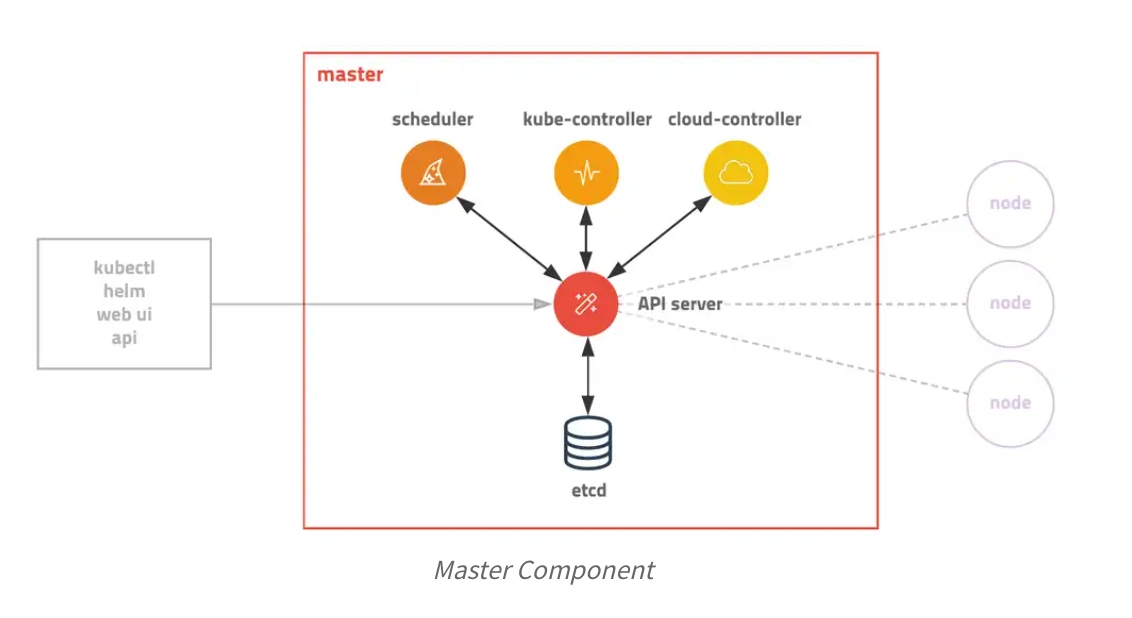 master
scheduler
kube-controller
cloud-controller
kubectl
helm
web ui
api
API server
node
node
node
etcd
Master Component